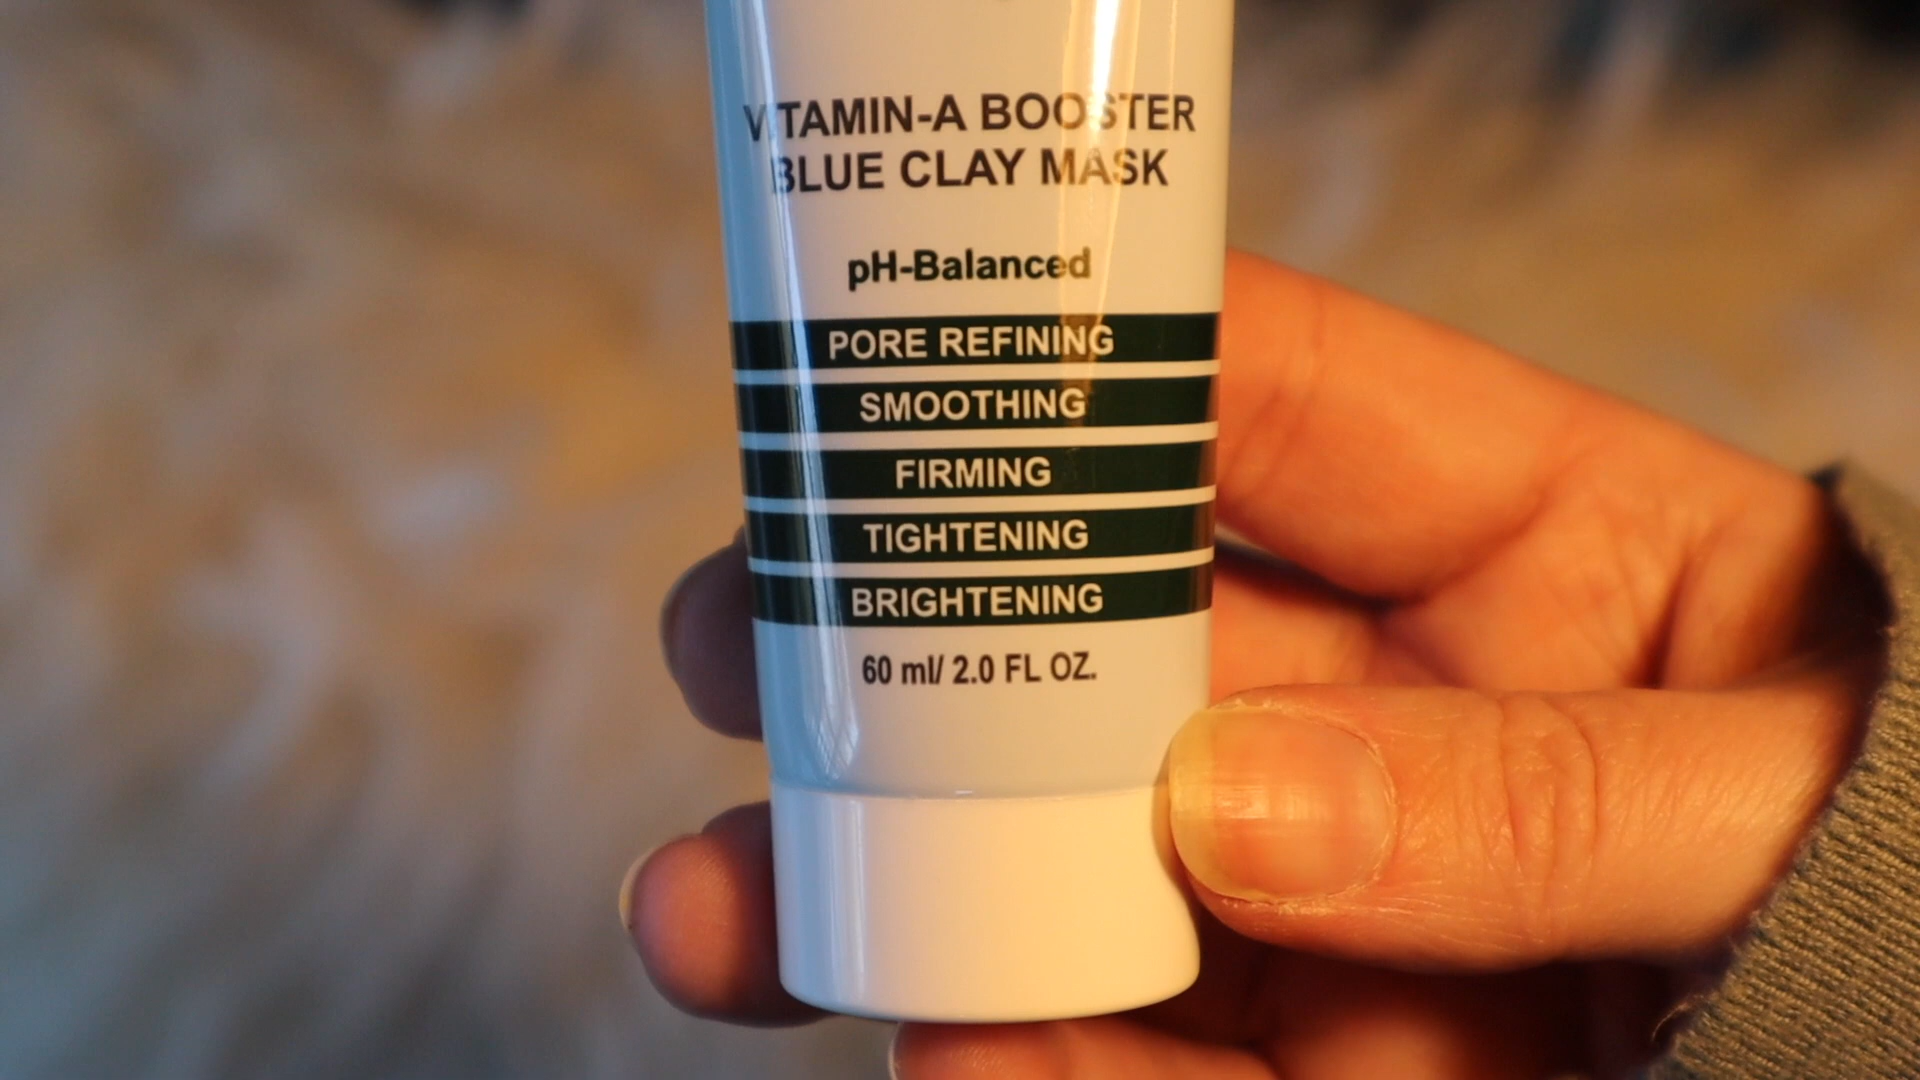 VITAMIN-A BOOSTER
BLUE CLAY MASK
pH-Balanced
PORE REFINING
SMOOTHING
FIRMING
TIGHTENING
BRIGHTENING
60 ml/ 2.0 FL OZ.